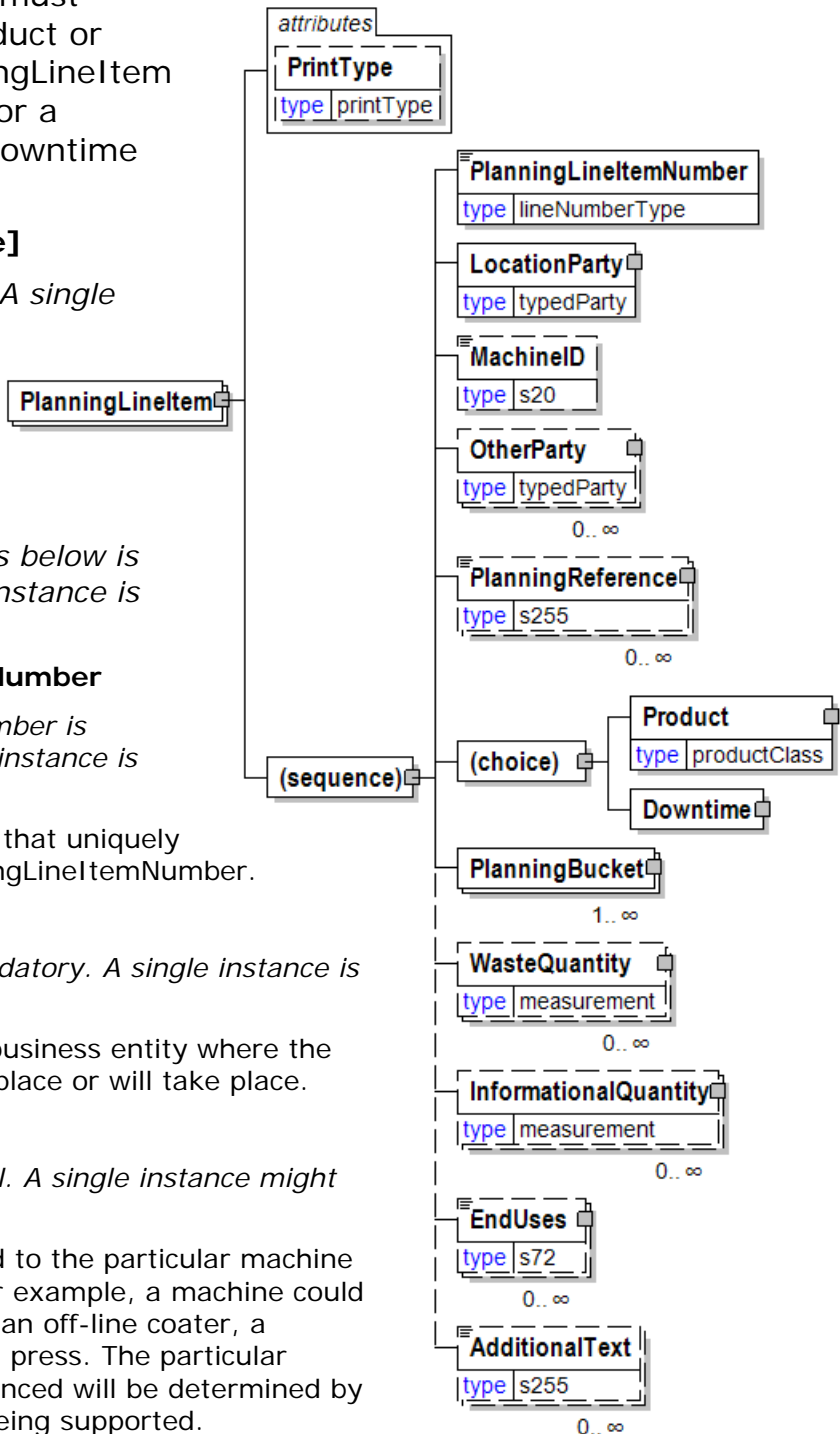 must
duct or
ngLineItem
or a
owntime
e]
A single
s below is
nstance is
Number
mber is
instance is
that uniquely
ngLineItemNumber.
datory. A single instance is
business entity where the
place or will take place.
l. A single instance might
d to the particular machine
r example, a machine could
an off-line coater, a
press. The particular
nced will be determined by
eing supported.
PlanningLineItem
attributes
PrintType
type printType
(sequence)
PlanningLineItemNumber
type lineNumberType
LocationParty
type typedParty
MachineID
type s20
OtherParty
type typedParty
0.. ∞
PlanningReference
type s255
0.. ∞
(choice)
Product
type productClass
Downtime
PlanningBucket
1.. ∞
WasteQuantity
type measurement
0.. ∞
InformationalQuantity
type measurement
0.. ∞
EndUses
type s72
0.. ∞
AdditionalText
type s255
0.. ∞